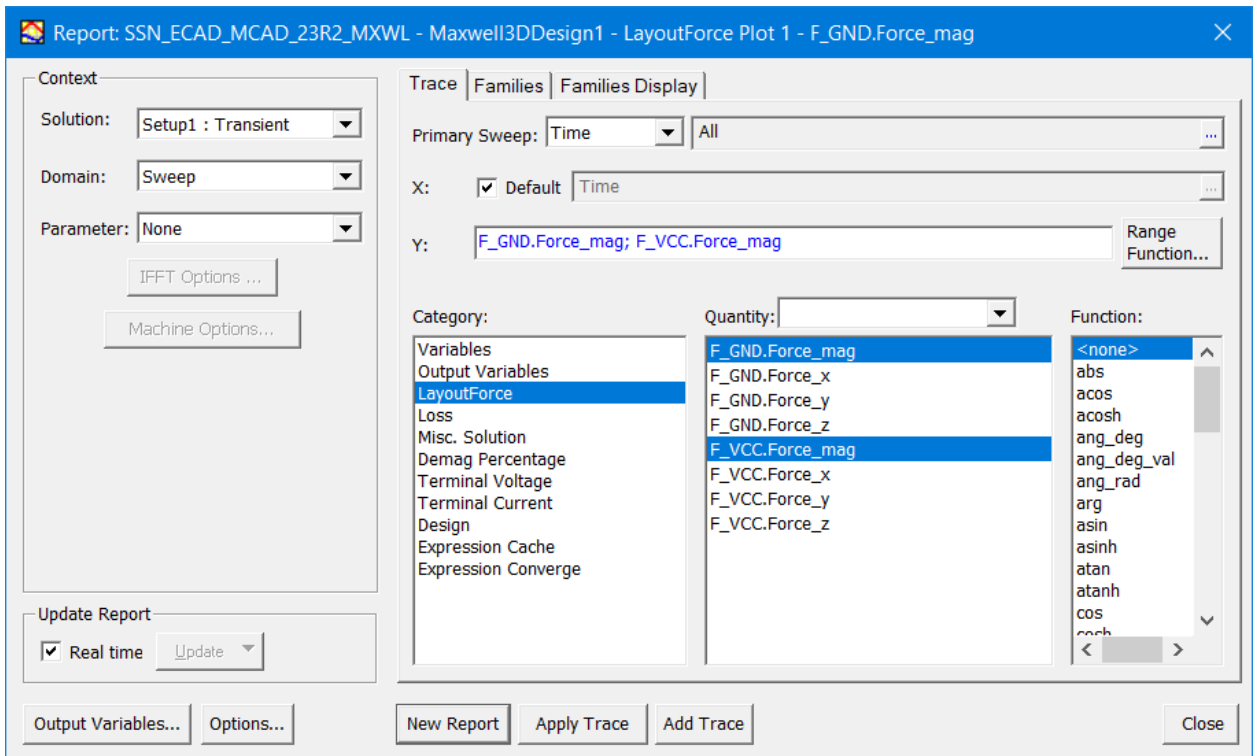 Report: SSN_ECAD_MCAD_23R2_MXWL - Maxwell3DDesign1 - LayoutForce Plot 1 - F_GND.Force_mag
Context
Solution: Setup1 : Transient
Domain: Sweep
Parameter: None
IFFT Options ...
Machine Options...
Update Report
Real time Update
Output Variables... Options...
Trace Families Families Display
Primary Sweep: Time All ...
X: Default Time ...
Y: F_GND.Force_mag; F_VCC.Force_mag
Range
Function...
Category:
Variables
Output Variables
LayoutForce
Loss
Misc. Solution
Demag Percentage
Terminal Voltage
Terminal Current
Design
Expression Cache
Expression Converge
Quantity:
F_GND.Force_mag
F_GND.Force_x
F_GND.Force_y
F_GND.Force_z
F_VCC.Force_mag
F_VCC.Force_x
F_VCC.Force_y
F_VCC.Force_z
Function:
<none>
abs
acos
acosh
ang_deg
ang_deg_val
ang_rad
arg
asin
asinh
atan
atanh
cos
cosh
New Report Apply Trace Add Trace Close